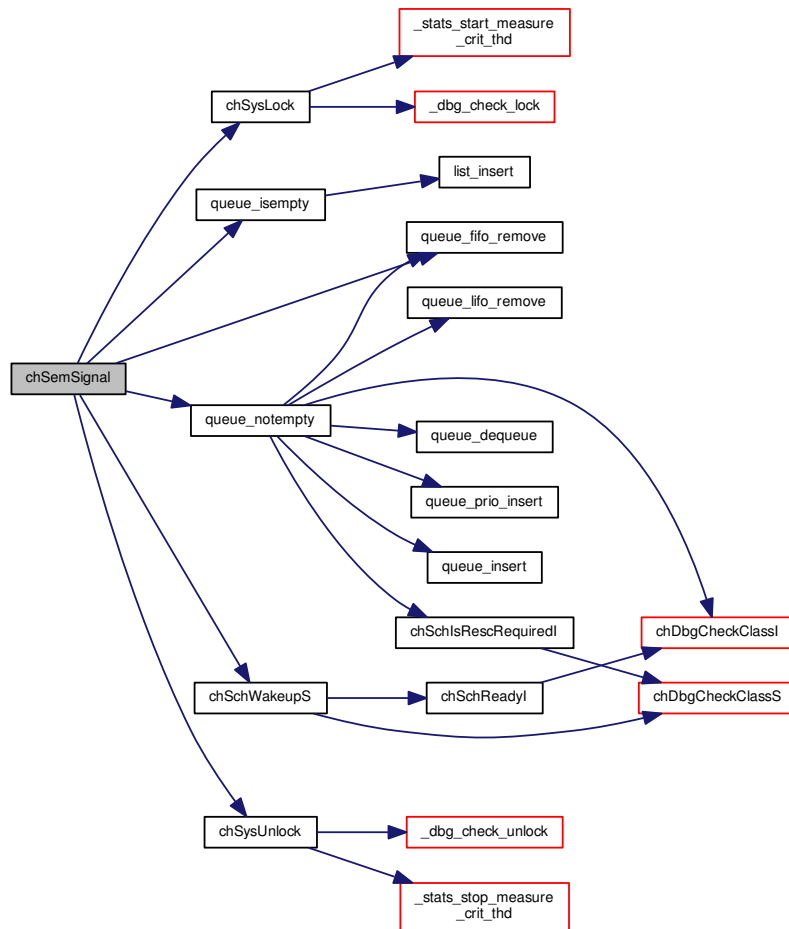 _stats_start_measure
_crit_thd
chSysLock
_dbg_check_lock
list_insert
queue_isempty
queue_fifo_remove
queue_lifo_remove
chSemSignal
queue_notempty
queue_dequeue
queue_prio_insert
queue_insert
chSchIsRescRequiredI
chDbgCheckClassI
chSchWakeupS
chSchReadyI
chDbgCheckClassS
chSysUnlock
_dbg_check_unlock
_stats_stop_measure
_crit_thd